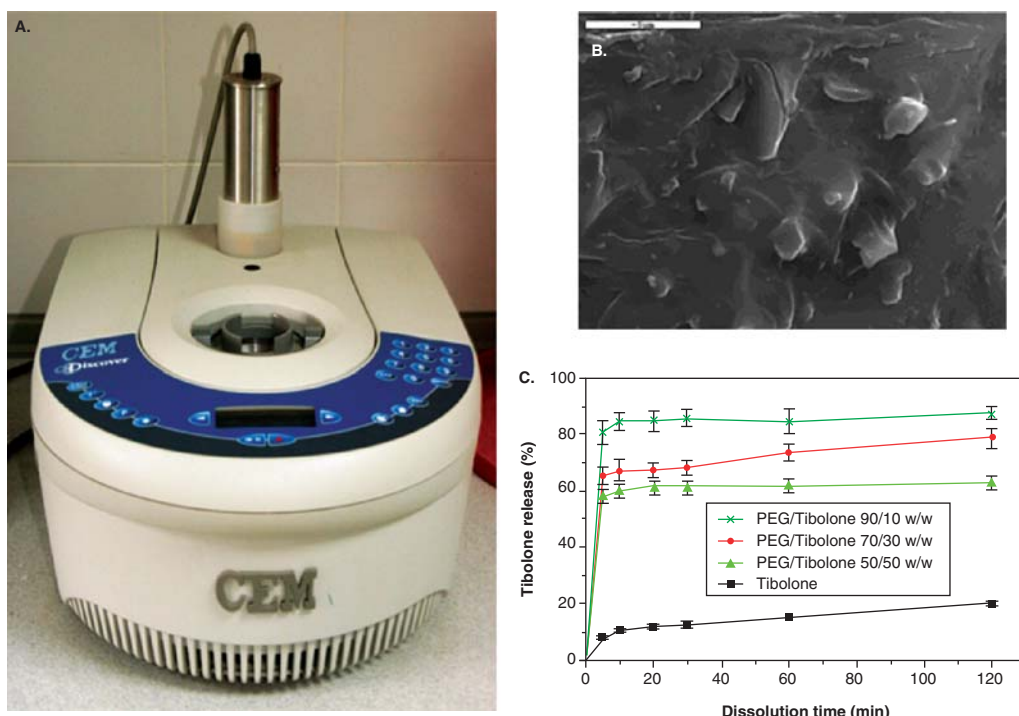 A.
CEM
Discover
CEM
B.
C.
Tibolone release (%)
100
80
60
40
20
0
PEG/Tibolone 90/10 w/w
PEG/Tibolone 70/30 w/w
PEG/Tibolone 50/50 w/w
Tibolone
0 20 40 60 80 100 120
Dissolution time (min)